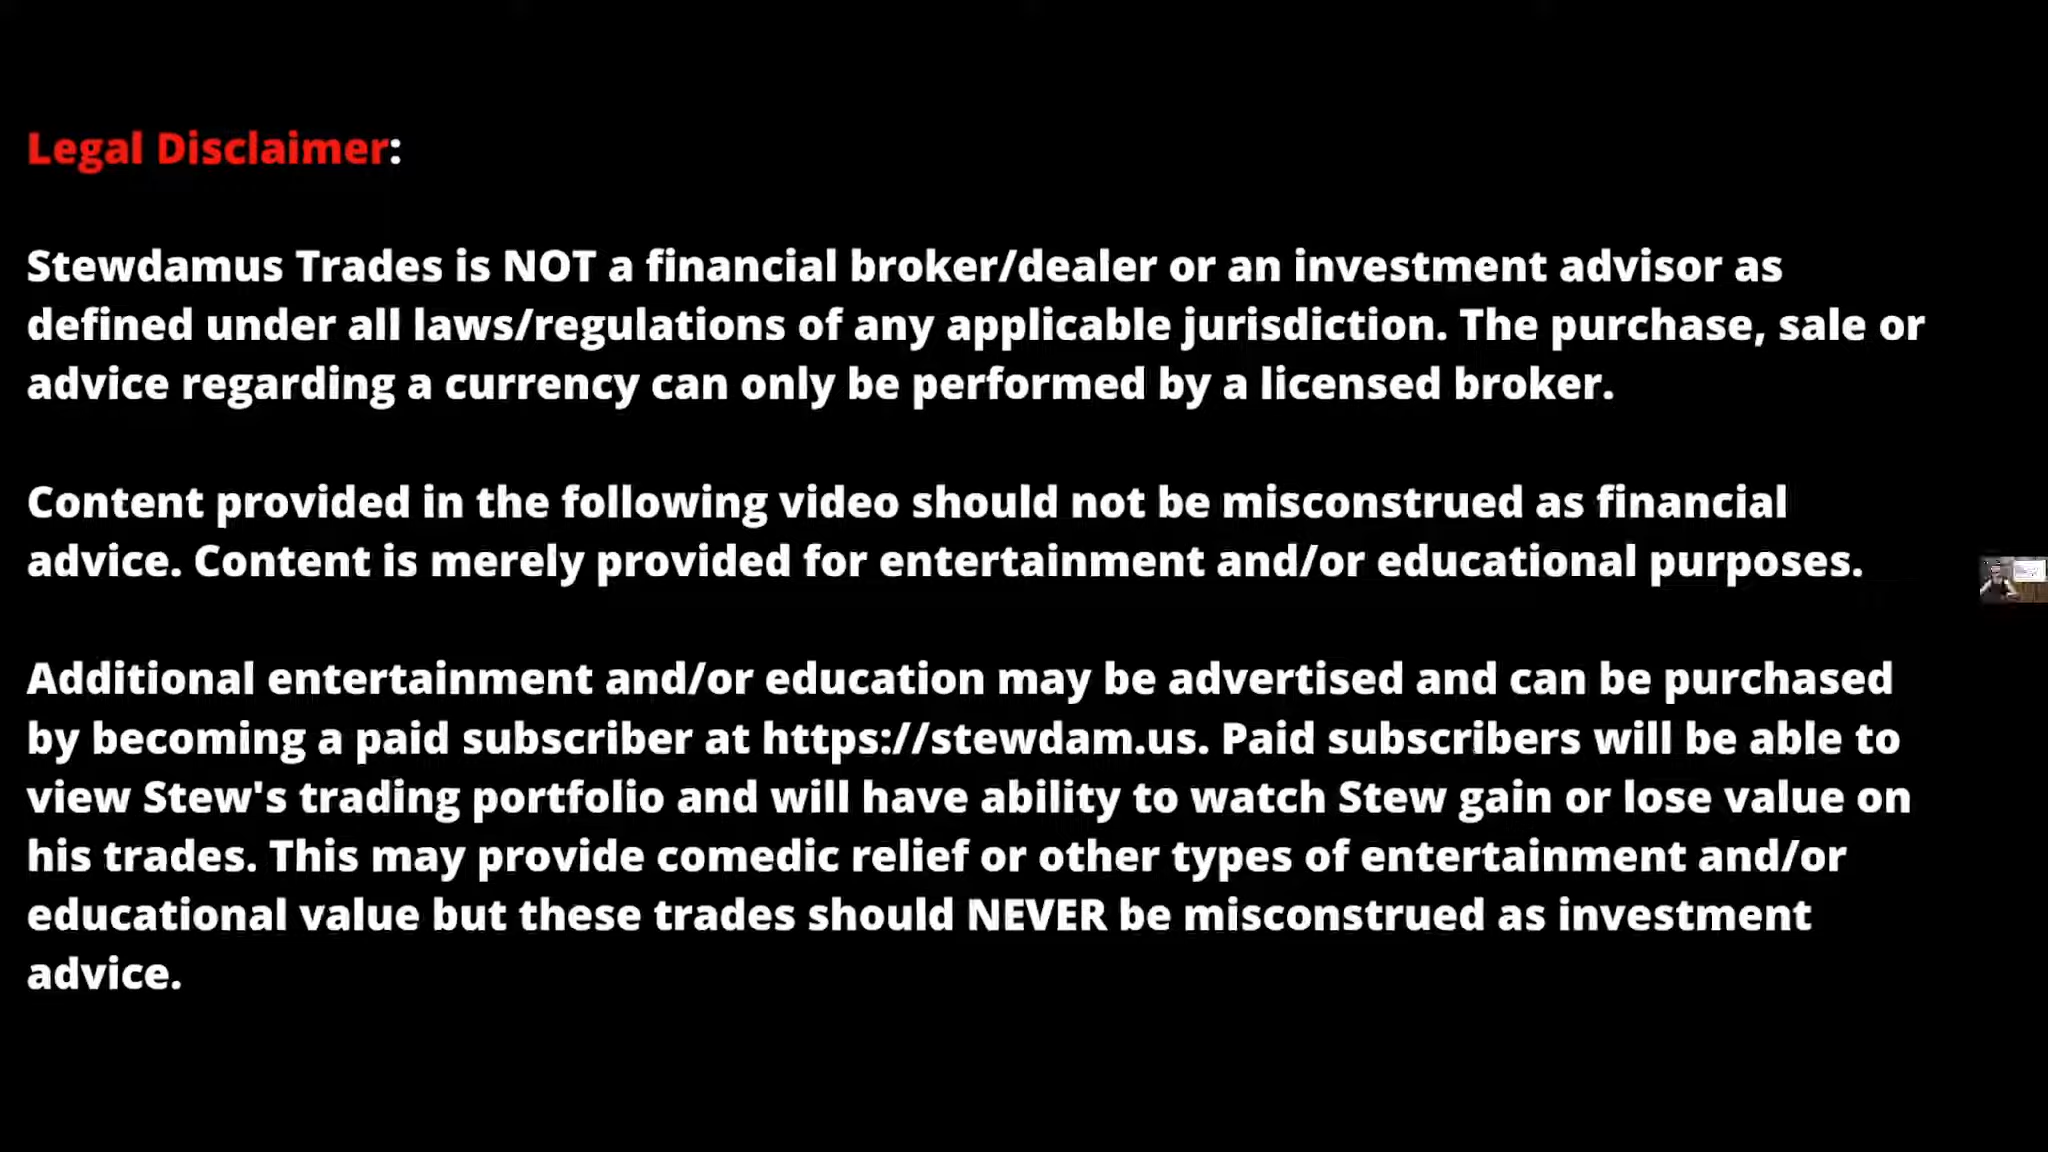 Legal Disclaimer:
Stewdamus Trades is NOT a financial broker/dealer or an investment advisor as
defined under all laws/regulations of any applicable jurisdiction. The purchase, sale or
advice regarding a currency can only be performed by a licensed broker.
Content provided in the following video should not be misconstrued as financial
advice. Content is merely provided for entertainment and/or educational purposes.
Additional entertainment and/or education may be advertised and can be purchased
by becoming a paid subscriber at https://stewdam.us. Paid subscribers will be able to
view Stew's trading portfolio and will have ability to watch Stew gain or lose value on
his trades. This may provide comedic relief or other types of entertainment and/or
educational value but these trades should NEVER be misconstrued as investment
advice.